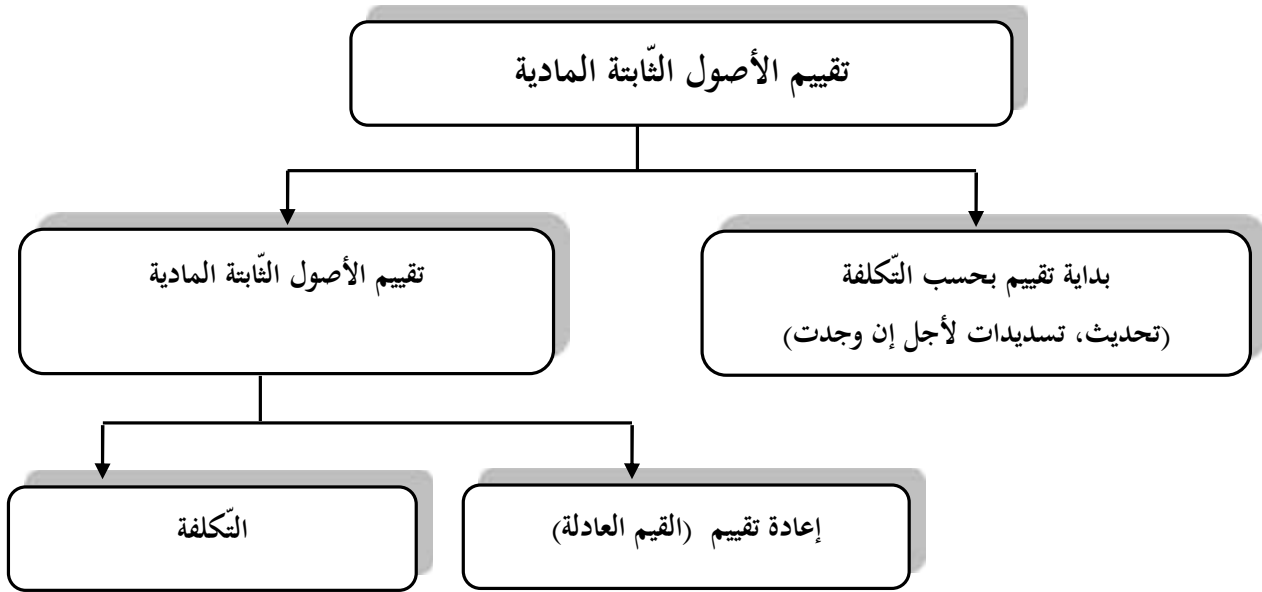 تقييم الأصول الثّابتة المادية
بداية تقييم بحسب التّكلفة
(تحديث، تسديدات لأجل إن وجدت)
تقييم الأصول الثّابتة المادية
إعادة تقييم (القيم العادلة)
التّكلفة